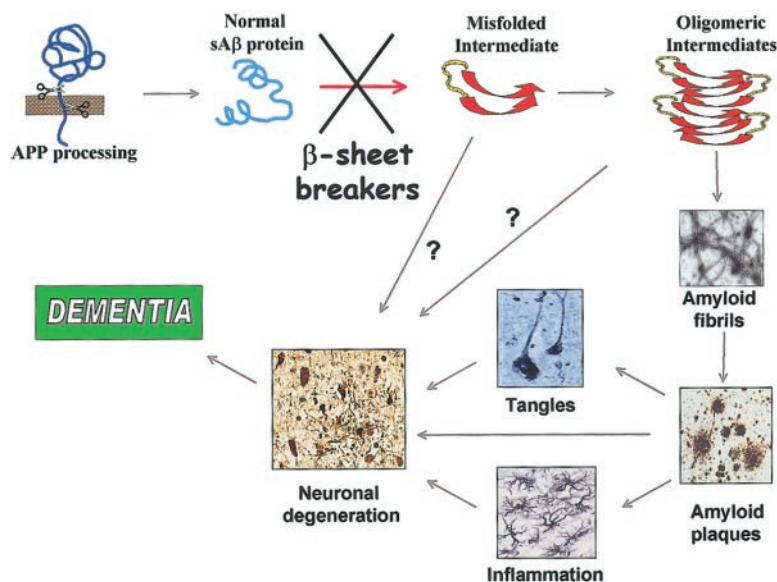 Normal
sAβ protein
Misfolded
Intermediate
Oligomeric
Intermediates
APP processing
β-sheet
breakers
?
?
DEMENTIA
Amyloid
fibrils
Tangles
Neuronal
degeneration
Amyloid
plaques
Inflammation